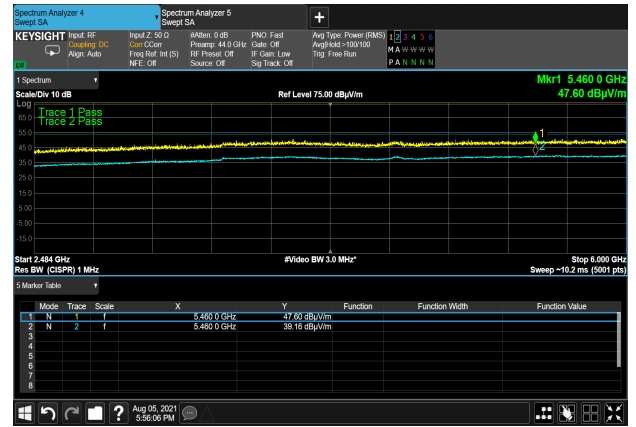 Spectrum Analyzer 4
Swept SA
Spectrum Analyzer 5
Swept SA
+
KEYSIGHT
Input: RF
Coupling: DC
Align: Auto
Input Z: 50 Ω
Corr CCorr
Freq Ref: Int (S)
NFE: Off
#Atten: 0 dB
Preamp: 44.0 GHz
RF Preset: Off
Source: Off
PNO: Fast
Gate: Off
IF Gain: Low
Sig Track: Off
Avg Type: Power (RMS)
Avg|Hold:>100/100
Trig: Free Run
1 2 3 4 5 6
M A W W W W
P A N N N N
1 Spectrum
Scale/Div 10 dB
Ref Level 75.00 dBµV/m
Mkr1 5.460 0 GHz
47.60 dBµV/m
Log
Trace 1 Pass
Trace 2 Pass
65.0
55.0
45.0
35.0
25.0
15.0
5.00
-5.00
-15.0
1
2
Start 2.484 GHz
#Video BW 3.0 MHz*
Stop 6.000 GHz
Res BW (CISPR) 1 MHz
Sweep ~10.2 ms (5001 pts)
5 Marker Table
Mode Trace Scale X Y Function Function Width Function Value
1 N 1 f 5.460 0 GHz 47.60 dBµV/m
2 N 2 f 5.460 0 GHz 39.16 dBµV/m
3
4
5
6
7
8
?
Aug 05, 2021
5:56:06 PM